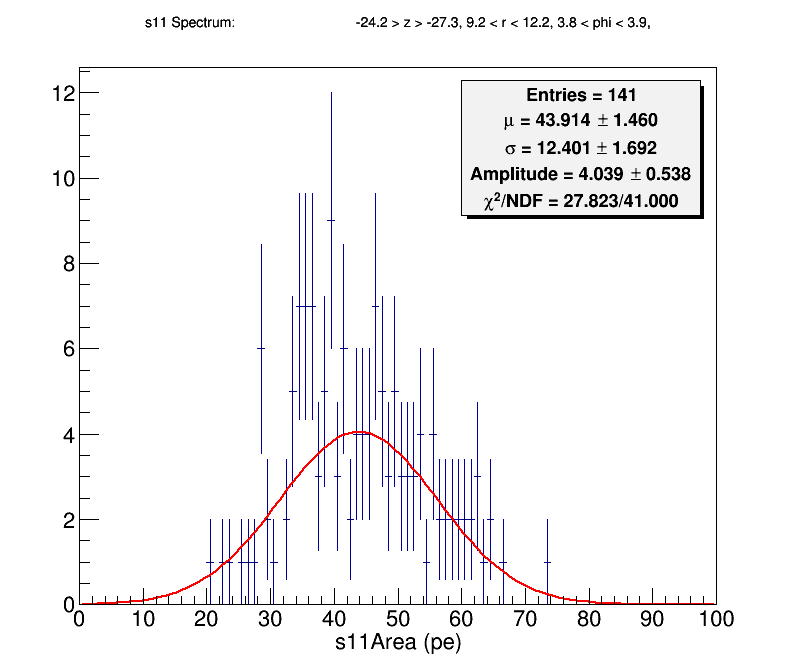 s11 Spectrum: -24.2 > z > -27.3, 9.2 < r < 12.2, 3.8 < phi < 3.9,
Entries = 141
μ = 43.914 ± 1.460
σ = 12.401 ± 1.692
Amplitude = 4.039 ± 0.538
χ²/NDF = 27.823/41.000
12
10
8
6
4
2
0
0 10 20 30 40 50 60 70 80 90 100
s11Area (pe)